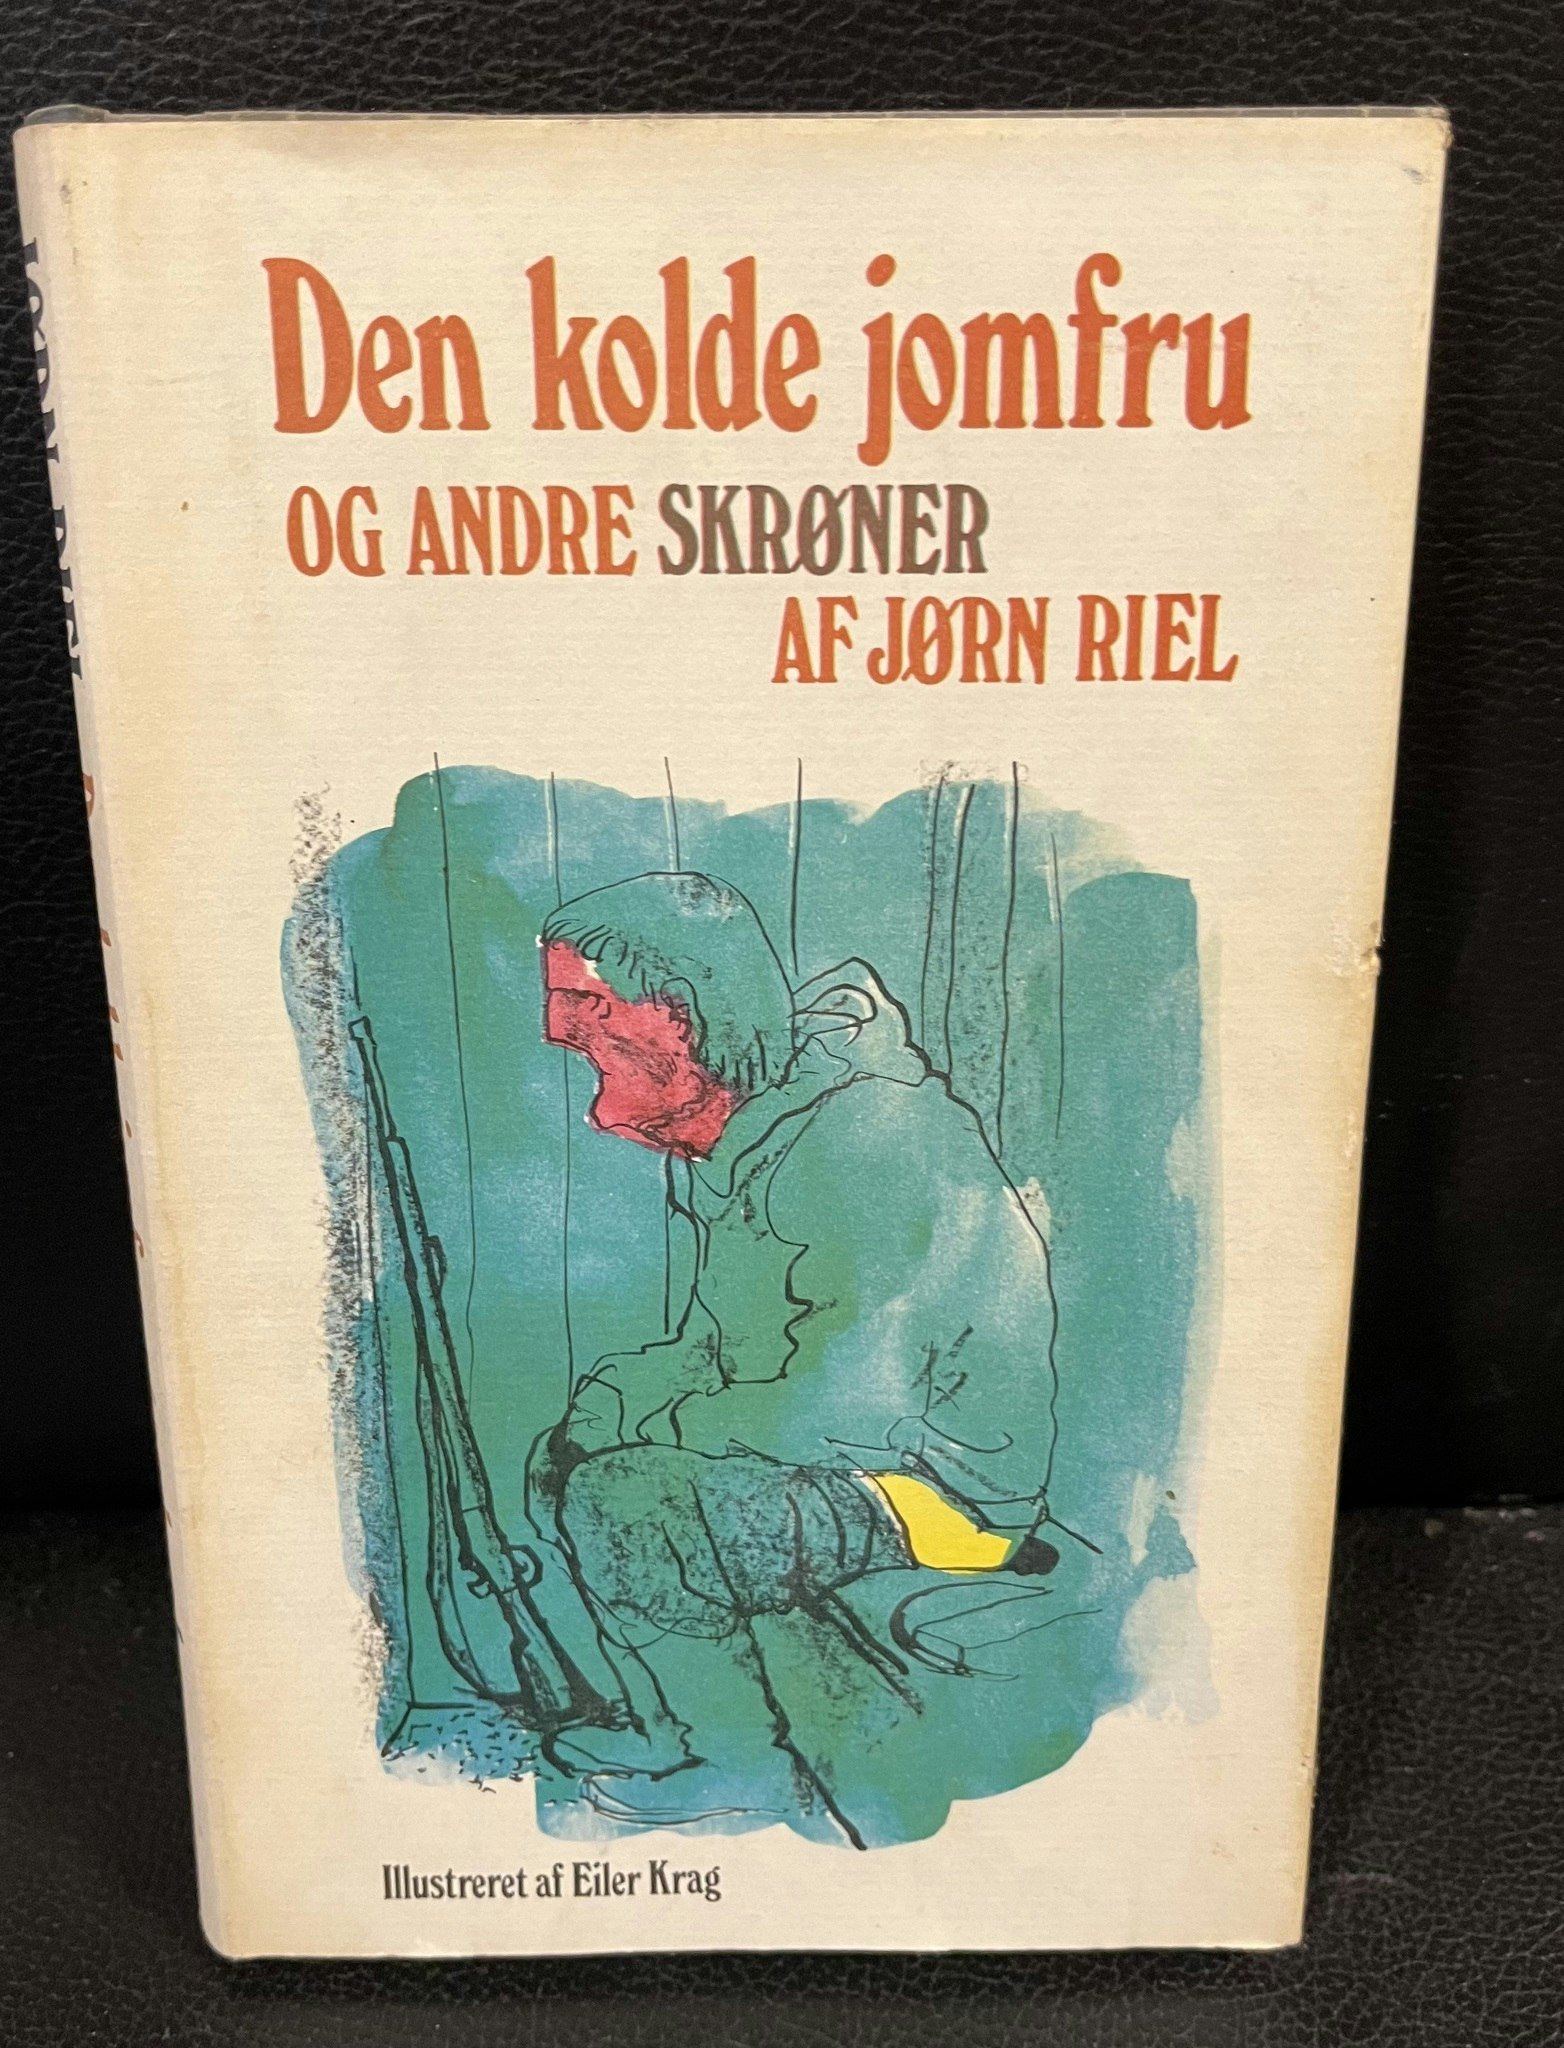 Den kolde jomfru
OG ANDRE SKRØNER
AF JØRN RIEL
Illustreret af Eiler Krag